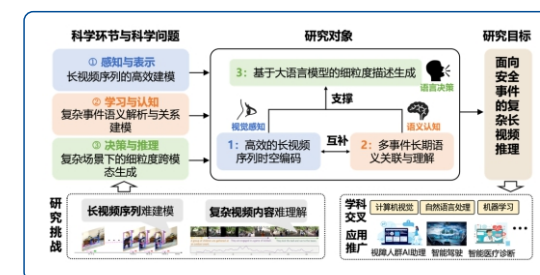 科学环节与科学问题
研究对象
研究目标
① 感知与表示
长视频序列的高效建模
② 学习与认知
复杂事件语义解析与关系
建模
③ 决策与推理
复杂场景下的细粒度跨模
态生成
3：基于大语言模型的细粒度描述生成
语言决策
支撑
视觉感知
语义认知
1：高效的长视频
序列时空编码
互补
2：多事件长期语
义关联与理解
面向
安全
事件
的复
杂长
视频
推理
研究
挑战
长视频序列难建模
复杂视频内容难理解
学科
交叉
计算机视觉
自然语言处理
机器学习
应用
推广
视障人群AI助理
智能驾驶
智能医疗诊断
...